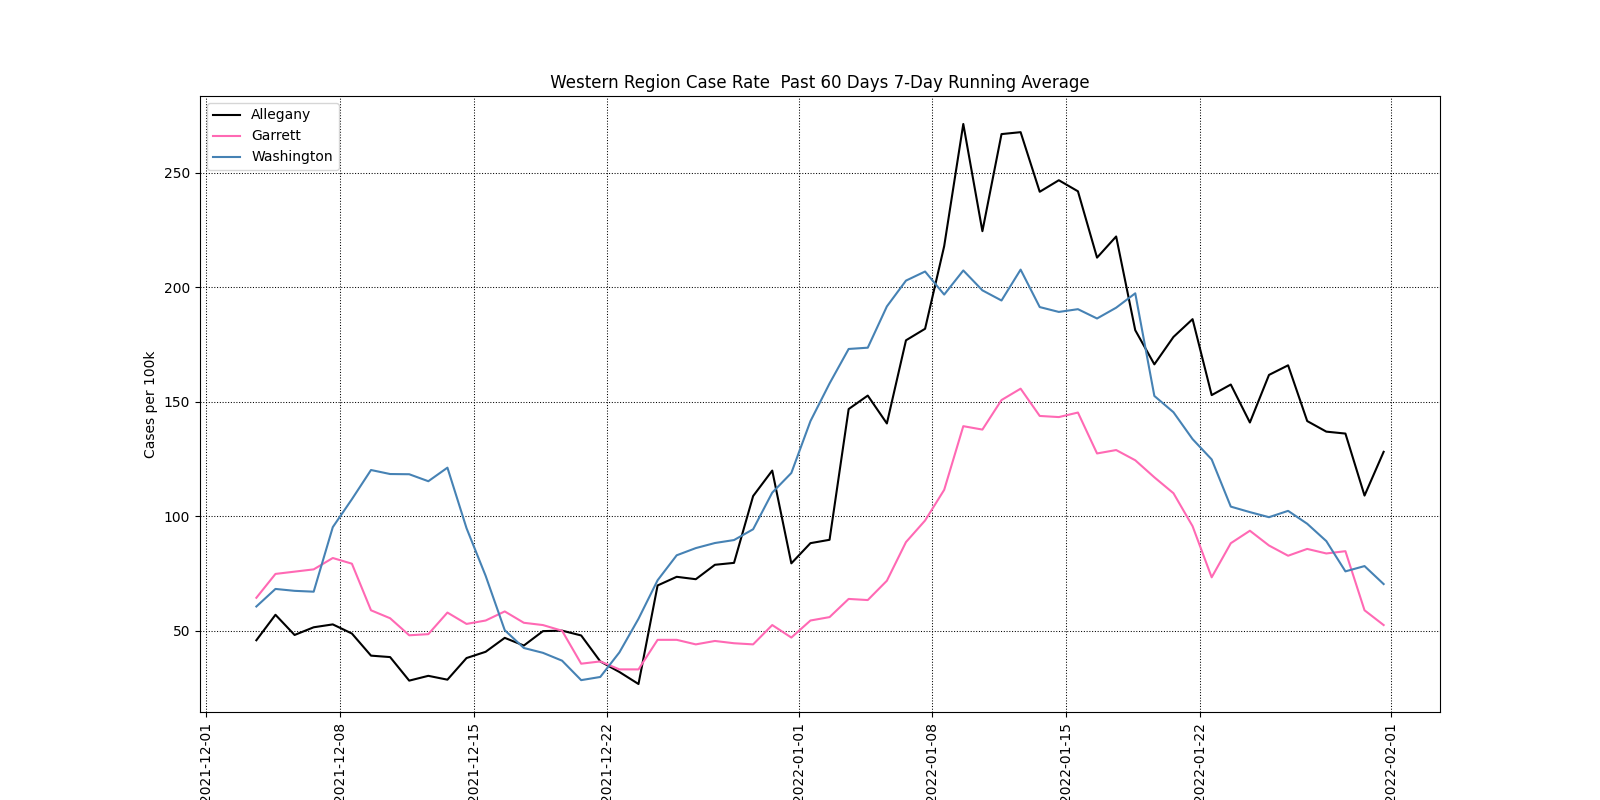 Western Region Case Rate  Past 60 Days 7-Day Running Average
Allegany
Garrett
Washington
250
200
150
100
50
Cases per 100k
2021-12-01
2021-12-08
2021-12-15
2021-12-22
2022-01-01
2022-01-08
2022-01-15
2022-01-22
2022-02-01